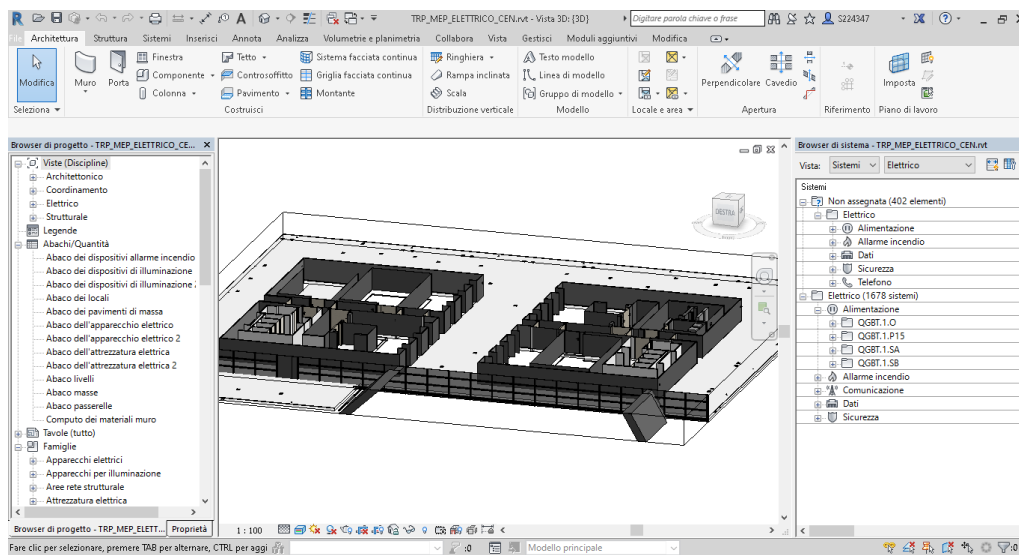 TRP_MEP_ELETTRICO_CEN.rvt - Vista 3D: {3D}
Digitare parola chiave o frase
S224347
File Architettura Struttura Sistemi Inserisci Annota Analizza Volumetrie e planimetria Collabora Vista Gestisci Moduli aggiuntivi Modifica
Finestra Tetto Sistema facciata continua Ringhiera Testo modello
Modifica Muro Porta Componente Controsoffitto Griglia facciata continua Rampa inclinata Linea di modello Perpendicolare Cavedio Imposta
Colonna Pavimento Montante Scala Gruppo di modello
Seleziona Costruisci Distribuzione verticale Modello Locale e area Apertura Riferimento Piano di lavoro
Browser di progetto - TRP_MEP_ELETTRICO_CE...
Viste (Discipline)
Architettonico
Coordinamento
Elettrico
Strutturale
Legende
Abachi/Quantità
Abaco dei dispositivi allarme incendio
Abaco dei dispositivi di illuminazione
Abaco dei dispositivi di illuminazione
Abaco dei locali
Abaco dei pavimenti di massa
Abaco dell'apparecchio elettrico
Abaco dell'apparecchio elettrico 2
Abaco dell'attrezzatura elettrica
Abaco dell'attrezzatura elettrica 2
Abaco livelli
Abaco masse
Abaco passerelle
Computo dei materiali muro
Tavole (tutto)
Famiglie
Apparecchi elettrici
Apparecchi per illuminazione
Aree rete strutturale
Attrezzatura elettrica
Browser di progetto - TRP_MEP_ELETT... Proprietà
DESTRA
1 : 100
Browser di sistema - TRP_MEP_ELETTRICO_CEN.rvt
Vista: Sistemi Elettrico
Sistemi
Non assegnata (402 elementi)
Elettrico
Alimentazione
Allarme incendio
Dati
Sicurezza
Telefono
Elettrico (1678 sistemi)
Alimentazione
QGBT.1.O
QGBT.1.P15
QGBT.1.SA
QGBT.1.SB
Allarme incendio
Comunicazione
Dati
Sicurezza
Fare clic per selezionare, premere TAB per alternare, CTRL per aggi
:0
Modello principale
:0